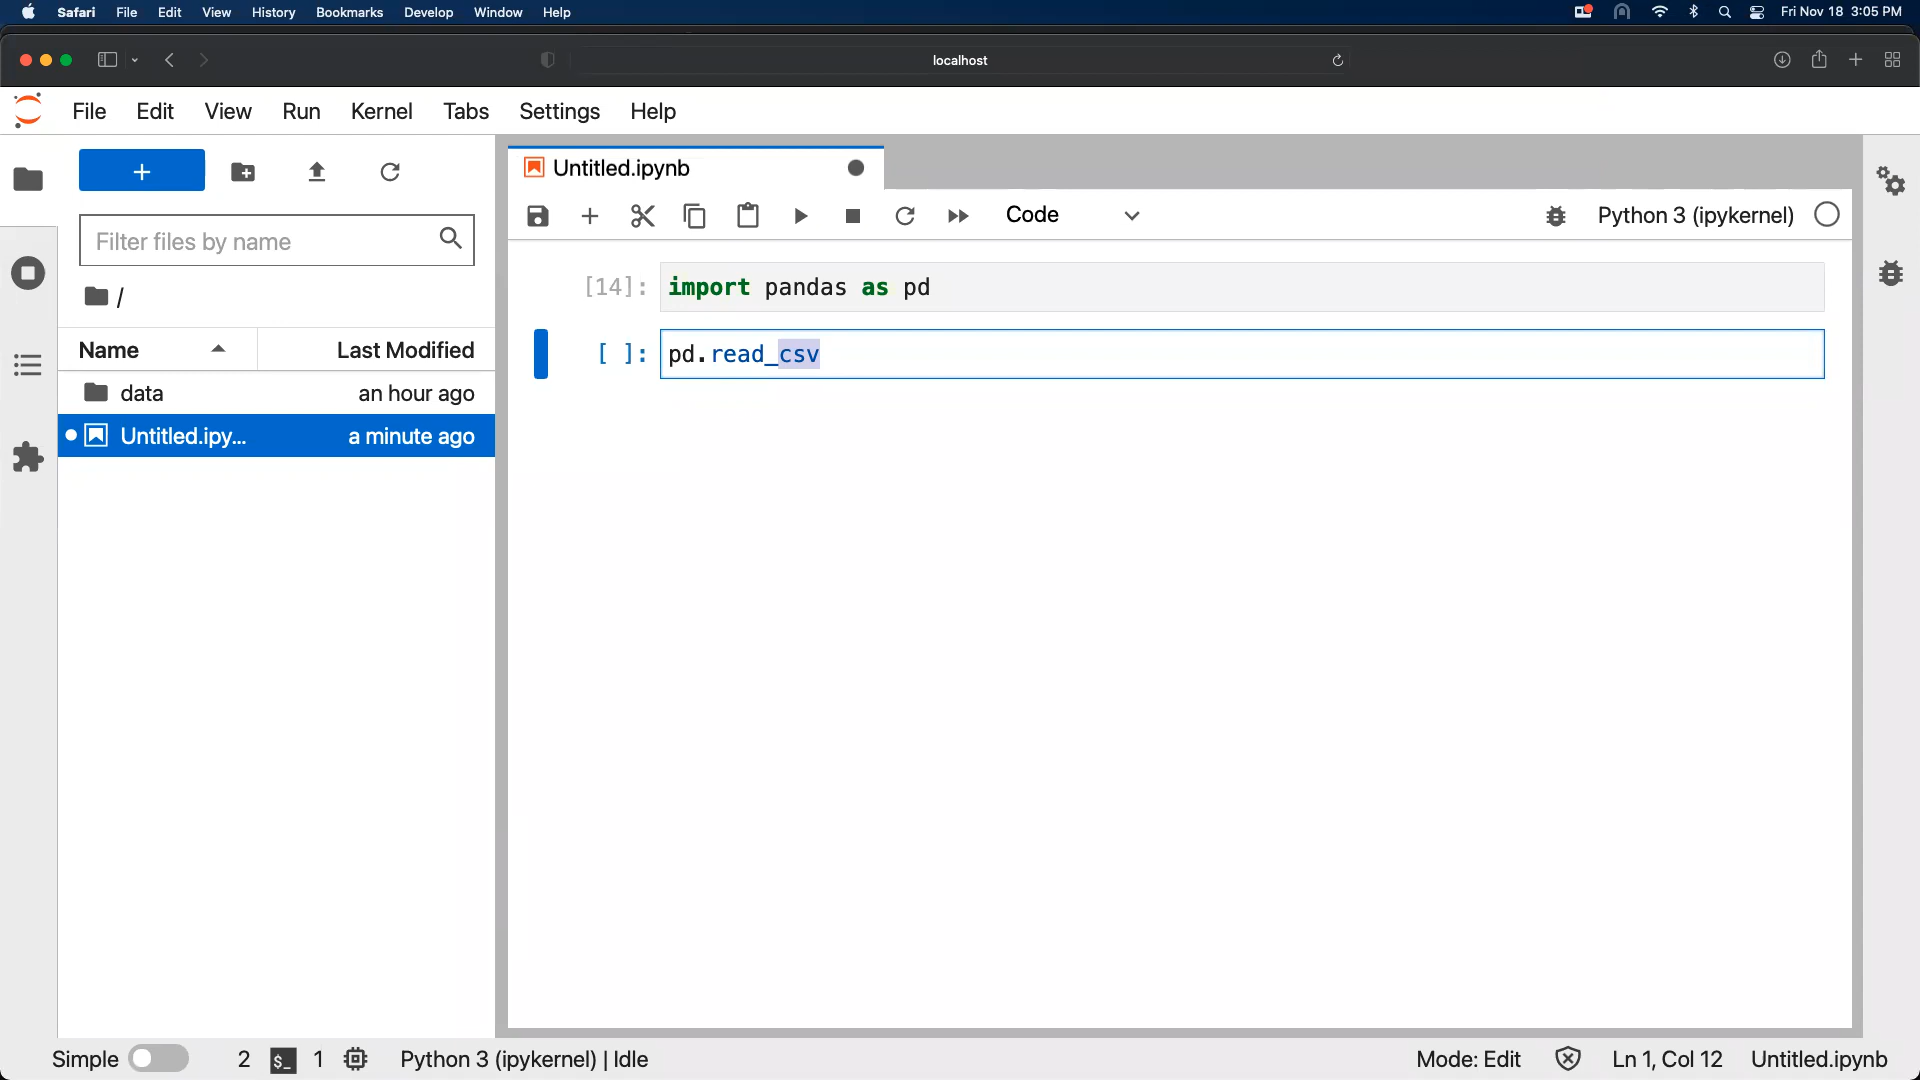 Safari File Edit View History Bookmarks Develop Window Help Fri Nov 18 3:05 PM
localhost
File Edit View Run Kernel Tabs Settings Help
Untitled.ipynb
Code Python 3 (ipykernel)
Filter files by name
/
Name Last Modified
data an hour ago
Untitled.ipy... a minute ago
[14]: import pandas as pd
[ ]: pd.read_csv
Simple 2 $_ 1 Python 3 (ipykernel) | Idle Mode: Edit Ln 1, Col 12 Untitled.ipynb